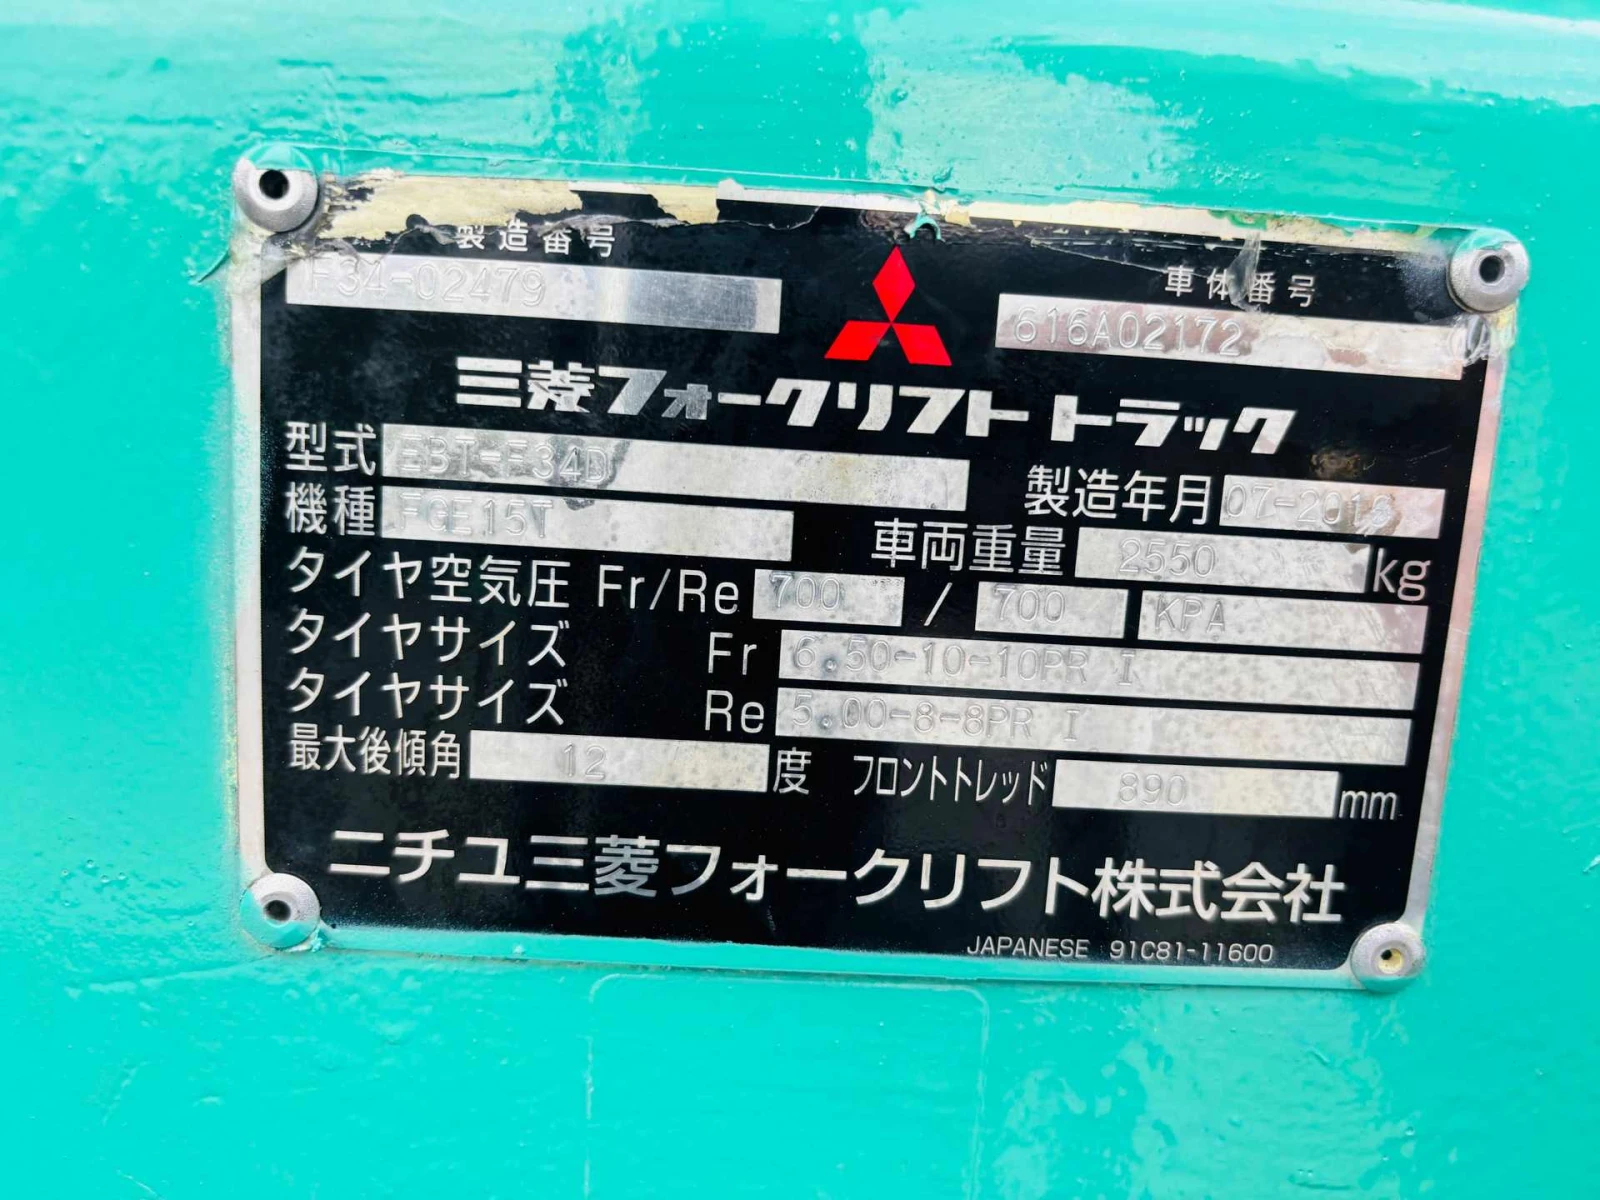 製造番号 車体番号
F34-02479 616A02172
三菱フォークリフト トラック
型式 EBT-F34D 製造年月 07-2016
機種 FGE15T 車両重量 2550 kg
タイヤ空気圧 Fr/Re 700 / 700 KPA
タイヤサイズ Fr 6.50-10-10PR I
タイヤサイズ Re 5.00-8-8PR I
最大後傾角 12 度 フロントトレッド 890 mm
ニチユ三菱フォークリフト株式会社
JAPANESE 91C81-11600